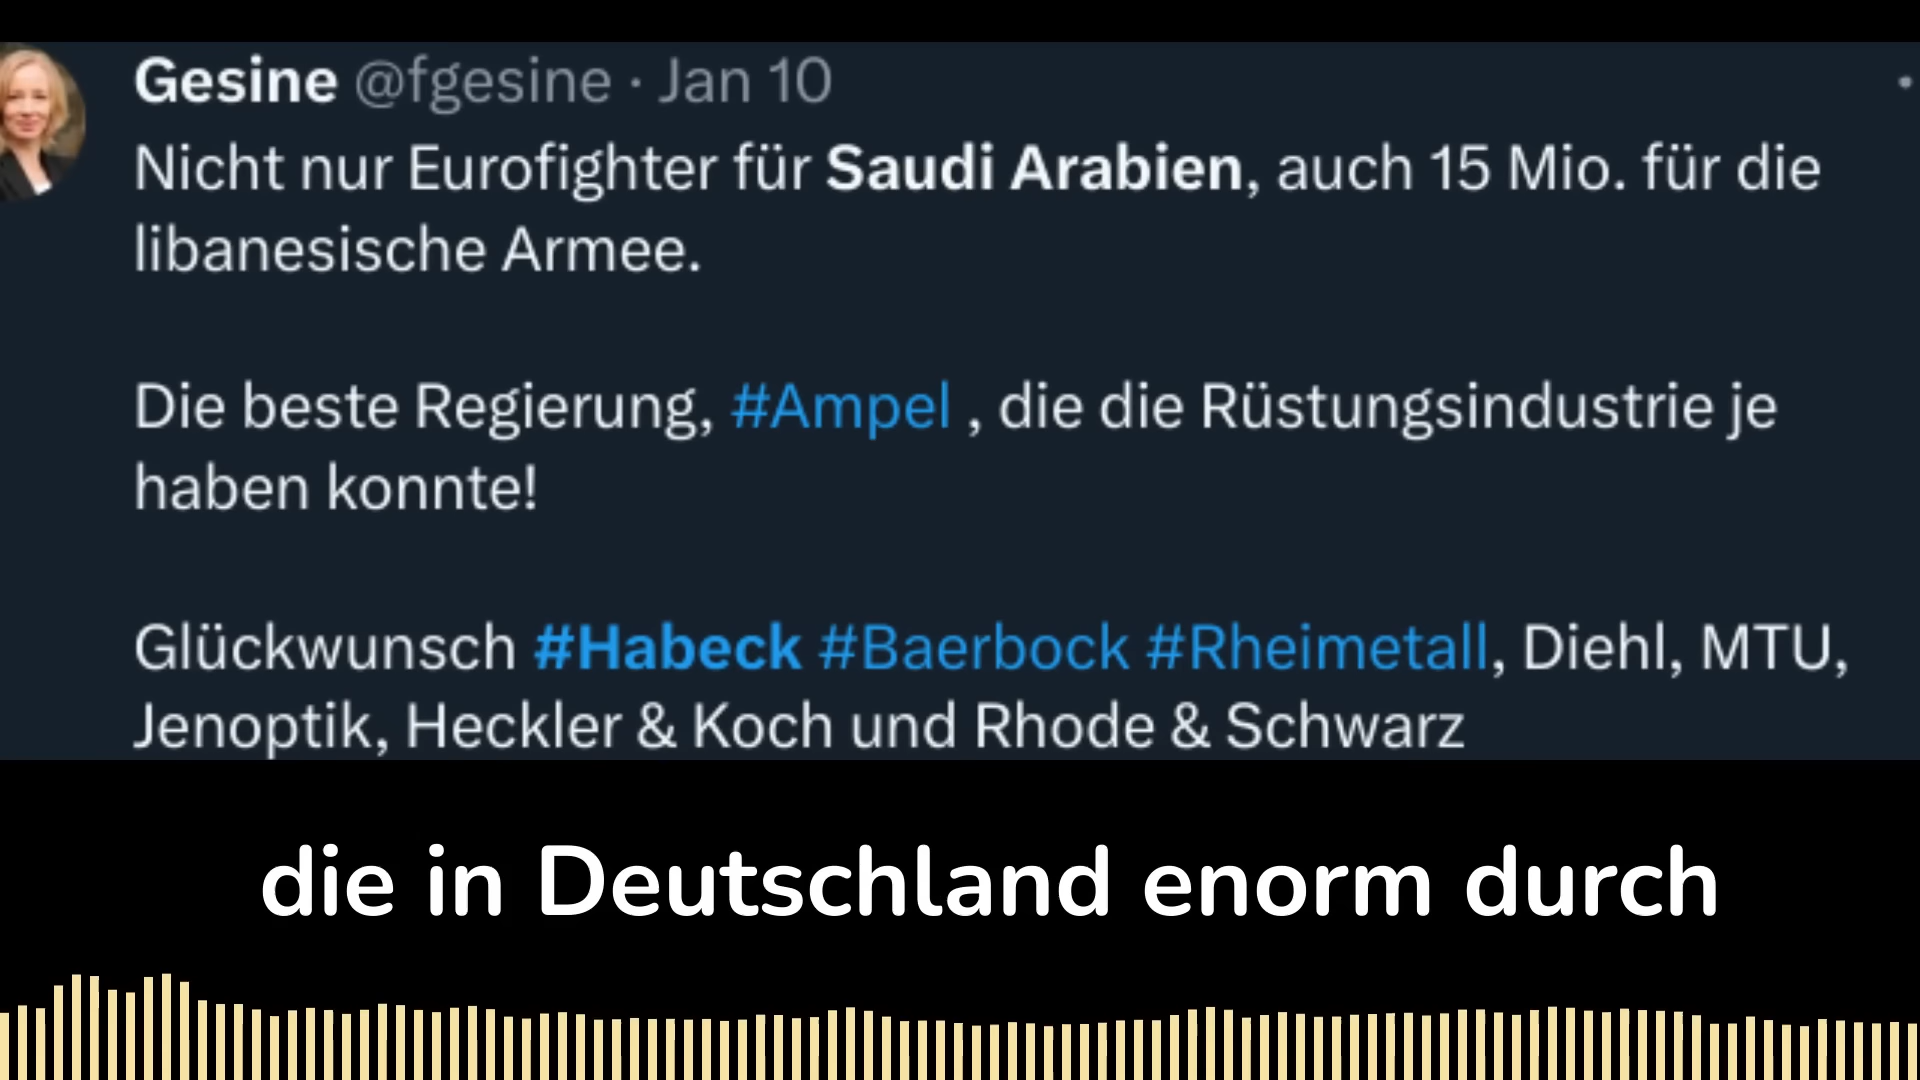 Gesine @fgesine · Jan 10
Nicht nur Eurofighter für Saudi Arabien, auch 15 Mio. für die
libanesische Armee.
Die beste Regierung, #Ampel , die die Rüstungsindustrie je
haben konnte!
Glückwunsch #Habeck #Baerbock #Rheimetall, Diehl, MTU,
Jenoptik, Heckler & Koch und Rhode & Schwarz
die in Deutschland enorm durch